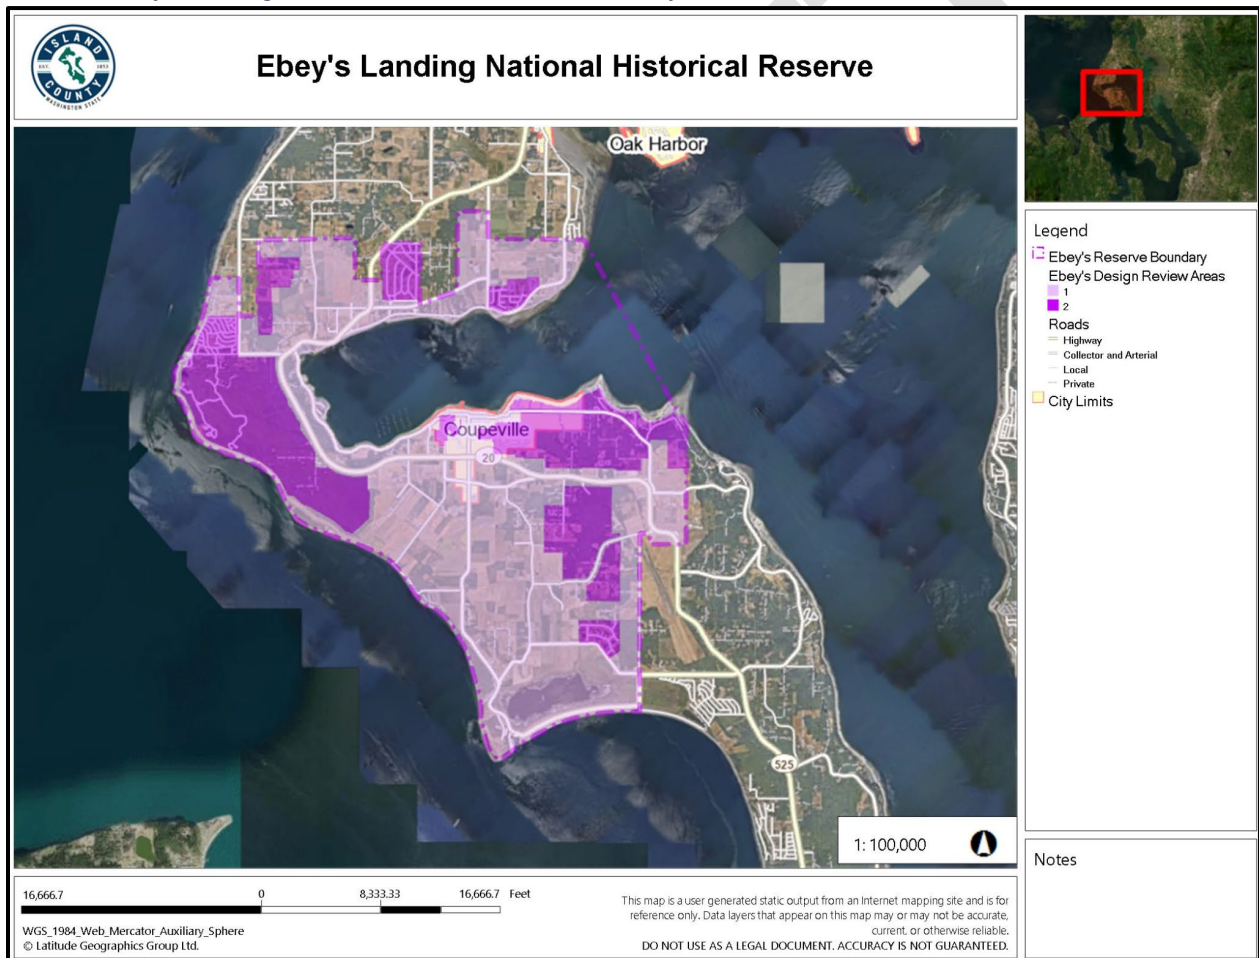 ISLAND
COUNTY
EST.
1853
WASHINGTON STATE
Ebey's Landing National Historical Reserve
Oak Harbor
Coupeville
20
525
1: 100,000
Legend
Ebey's Reserve Boundary
Ebey's Design Review Areas
1
2
Roads
Highway
Collector and Arterial
Local
Private
City Limits
Notes
16,666.7 0 8,333.33 16,666.7 Feet
WGS_1984_Web_Mercator_Auxiliary_Sphere
© Latitude Geographics Group Ltd.
This map is a user generated static output from an Internet mapping site and is for
reference only. Data layers that appear on this map may or may not be accurate,
current, or otherwise reliable.
DO NOT USE AS A LEGAL DOCUMENT. ACCURACY IS NOT GUARANTEED.